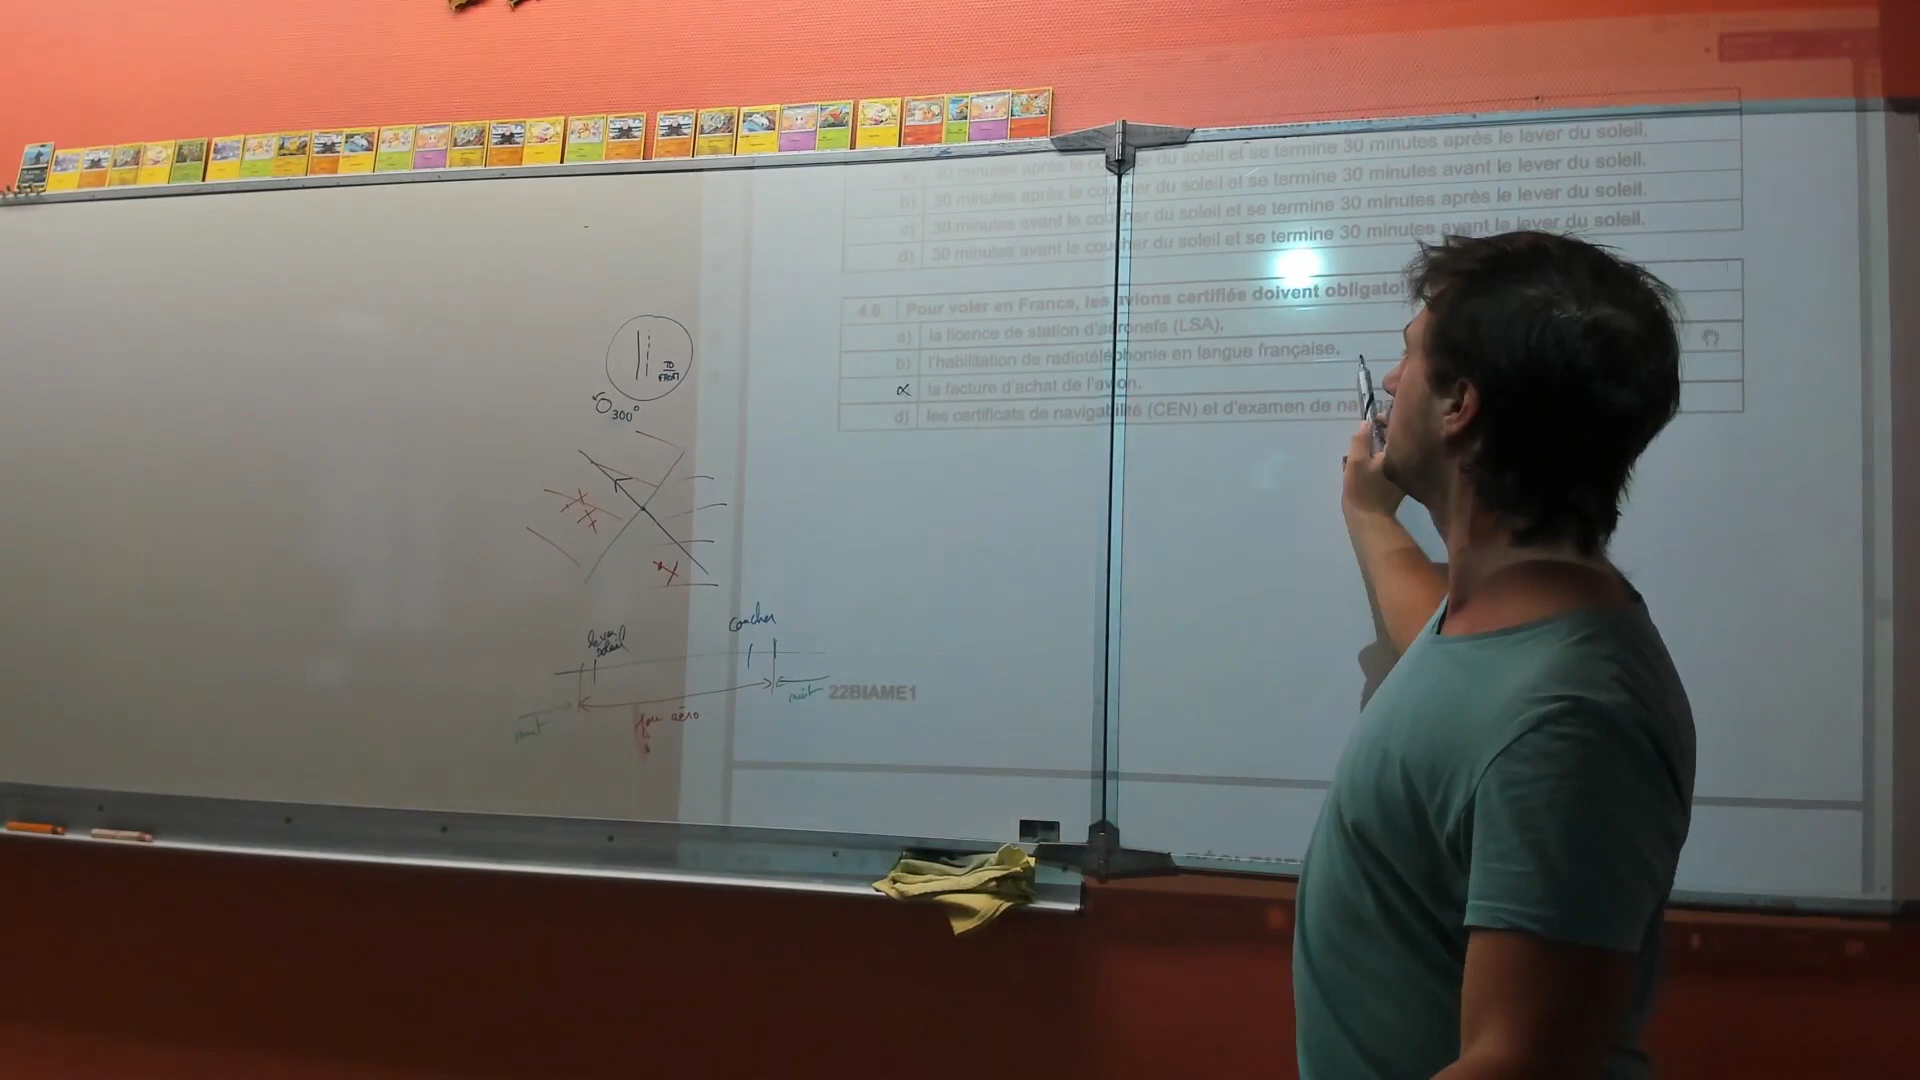 a) 30 minutes après le coucher du soleil et se termine 30 minutes après le lever du soleil.
b) 30 minutes après le coucher du soleil et se termine 30 minutes avant le lever du soleil.
c) 30 minutes avant le coucher du soleil et se termine 30 minutes après le lever du soleil.
d) 30 minutes avant le coucher du soleil et se termine 30 minutes avant le lever du soleil.
4.6 Pour voler en France, les avions certifiés doivent
a) la licence de station d'aéronefs (LSA).
b) l'habilitation de radiotéléphonie en langue française.
la facture d'achat de l'avion.
d) les certificats de navigabilité (CEN) et d'examen de
TO
FROM
300°
lever
soleil
coucher
nuit
jour aéro
nuit
22BIAME1